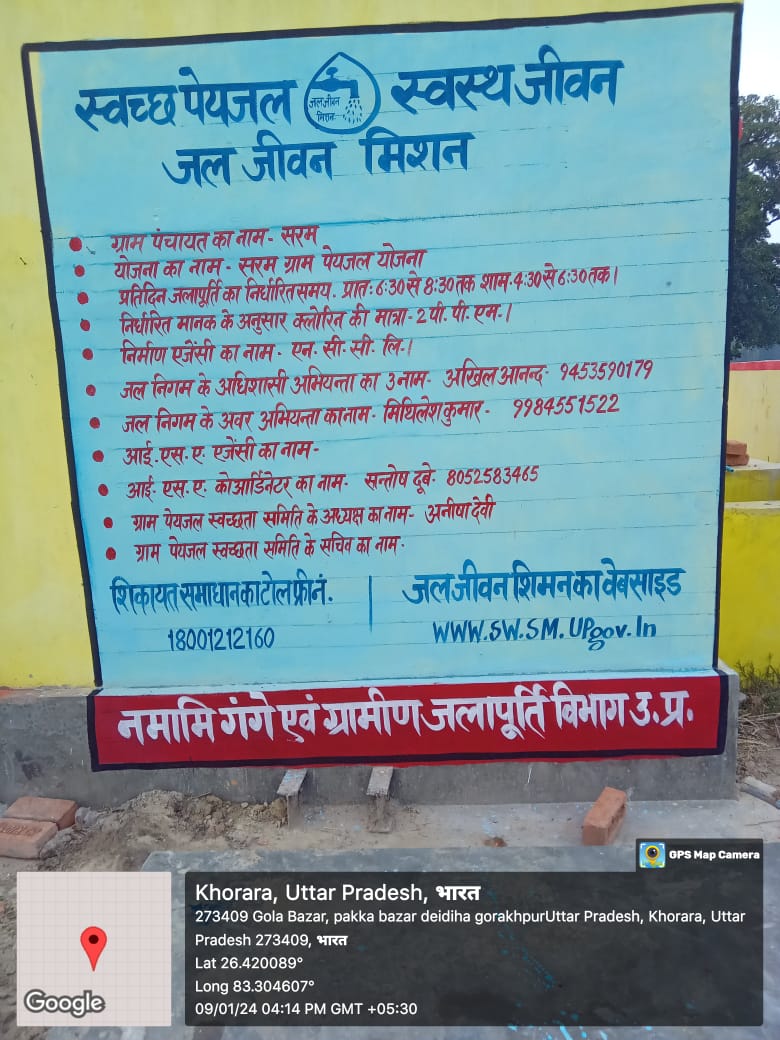 स्वच्छ पेयजल जल जीवन मिशन स्वस्थ जीवन
जल जीवन मिशन
ग्राम पंचायत का नाम- सरम
योजना का नाम - सरम ग्राम पेयजल योजना
प्रतिदिन जलापूर्ति का निर्धारित समय. प्रातः 6:30 से 8:30 तक शाम. 4:30 से 6:30 तक।
निर्धारित मानक के अनुसार क्लोरिन की मात्रा- 2 पी. पी. एम.।
निर्माण एजेंसी का नाम - एन. सी. सी. लि.।
जल निगम के अधिशासी अभियन्ता का उनाम- अखिल आनन्द- 9453590179
जल निगम के अवर अभियन्ता का नाम- मिथिलेश कुमार - 9984551522
आई. एस. ए. एजेंसी का नाम-
आई. एस. ए. कोआर्डिनेटर का नाम- सन्तोष दूबे. 8052583465
ग्राम पेयजल स्वच्छता समिति के अध्यक्ष का नाम- अनीषा देवी
ग्राम पेयजल स्वच्छता समिति के सचिव का नाम.
शिकायत समाधान का टोल फ्री नं. | जल जीवन शिमन का वेबसाइड
18001212160 WWW.SW.SM.UPgov.In
नमामि गंगे एवं ग्रामीण जलापूर्ति विभाग उ.प्र.
GPS Map Camera
Khorara, Uttar Pradesh, भारत
273409 Gola Bazar, pakka bazar deidiha gorakhpurUttar Pradesh, Khorara, Uttar
Pradesh 273409, भारत
Lat 26.420089°
Long 83.304607°
09/01/24 04:14 PM GMT +05:30
Google